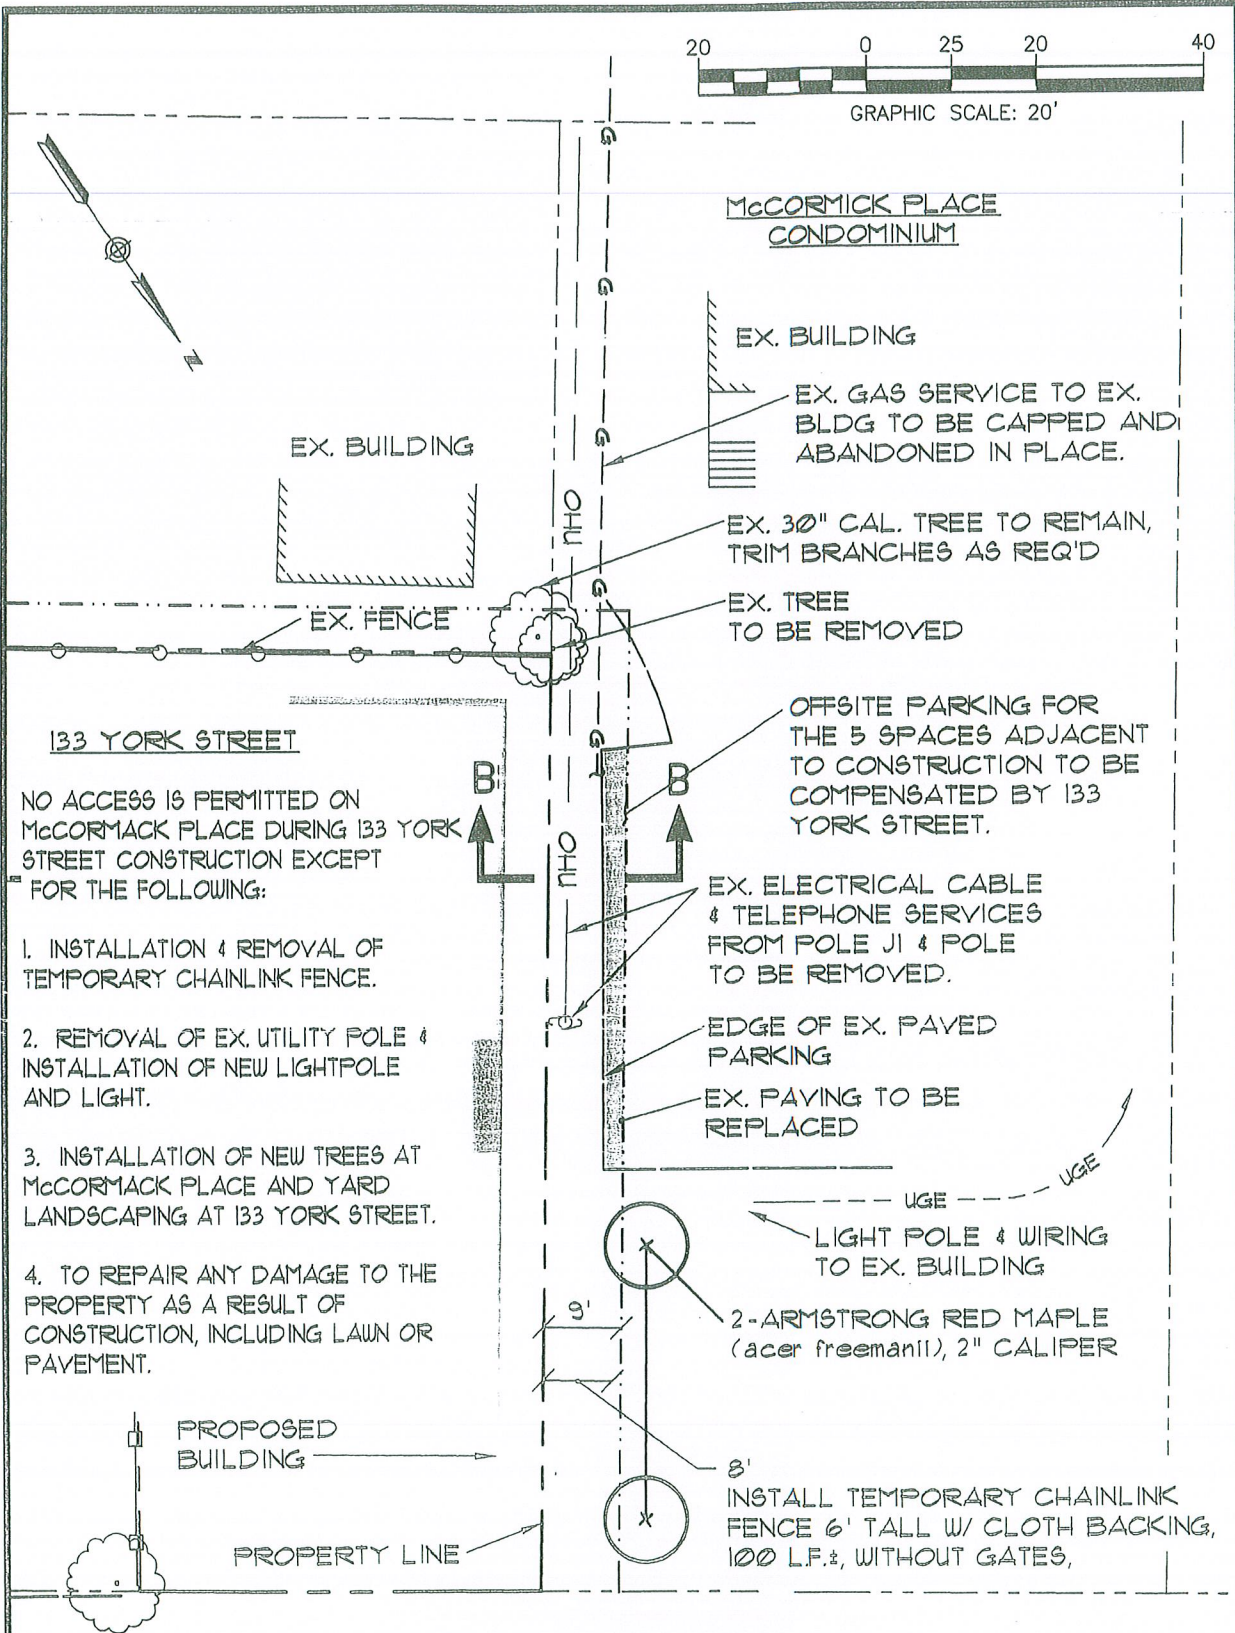 20 0 25 20 40
GRAPHIC SCALE: 20'
McCORMICK PLACE
CONDOMINIUM
N
G
G
G
G
G
EX. BUILDING
EX. GAS SERVICE TO EX.
BLDG TO BE CAPPED AND
ABANDONED IN PLACE.
EX. BUILDING
OHU
EX. 30" CAL. TREE TO REMAIN,
TRIM BRANCHES AS REQ'D
EX. TREE
TO BE REMOVED
EX. FENCE
OFFSITE PARKING FOR
THE 5 SPACES ADJACENT
TO CONSTRUCTION TO BE
COMPENSATED BY 133
YORK STREET.
133 YORK STREET
NO ACCESS IS PERMITTED ON
McCORMACK PLACE DURING 133 YORK
STREET CONSTRUCTION EXCEPT
FOR THE FOLLOWING:
1. INSTALLATION & REMOVAL OF
TEMPORARY CHAINLINK FENCE.
2. REMOVAL OF EX. UTILITY POLE &
INSTALLATION OF NEW LIGHTPOLE
AND LIGHT.
3. INSTALLATION OF NEW TREES AT
McCORMACK PLACE AND YARD
LANDSCAPING AT 133 YORK STREET.
4. TO REPAIR ANY DAMAGE TO THE
PROPERTY AS A RESULT OF
CONSTRUCTION, INCLUDING LAWN OR
PAVEMENT.
B B
OHU
EX. ELECTRICAL CABLE
& TELEPHONE SERVICES
FROM POLE J1 & POLE
TO BE REMOVED.
EDGE OF EX. PAVED
PARKING
EX. PAVING TO BE
REPLACED
UGE UGE
LIGHT POLE & WIRING
TO EX. BUILDING
9'
2-ARMSTRONG RED MAPLE
(acer freemanii), 2" CALIPER
PROPOSED
BUILDING
8'
INSTALL TEMPORARY CHAINLINK
FENCE 6' TALL W/ CLOTH BACKING,
100 L.F.±, WITHOUT GATES,
PROPERTY LINE